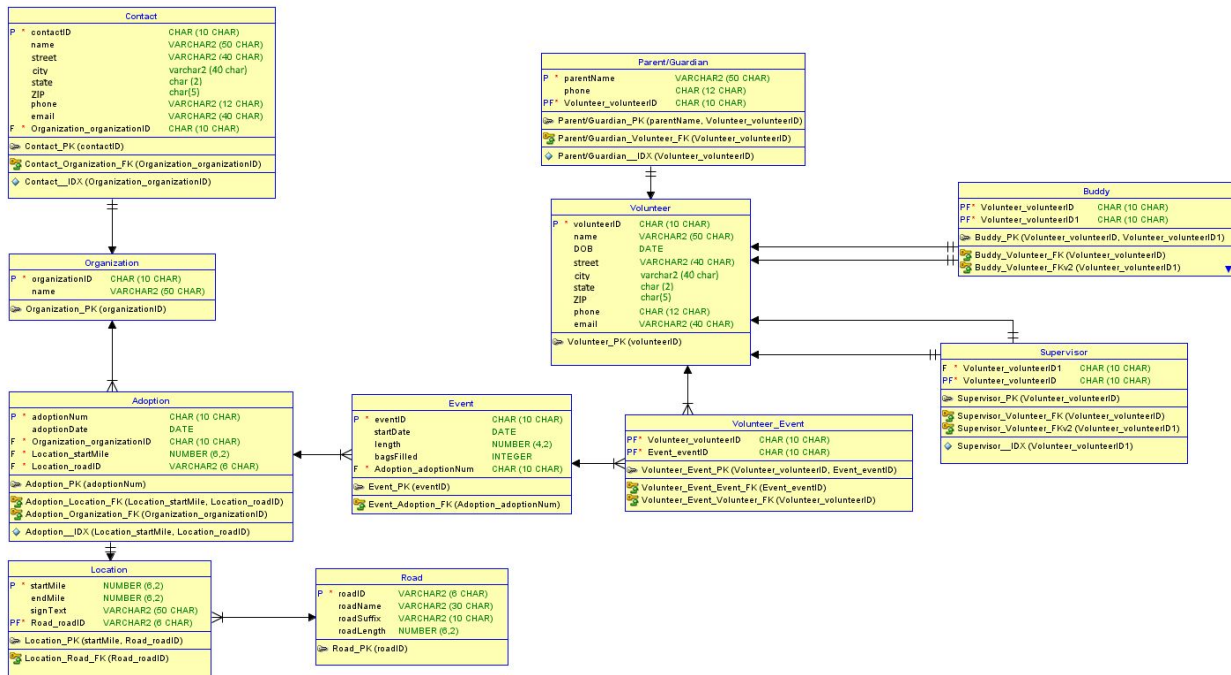 Contact
P * contactID CHAR (10 CHAR)
name VARCHAR2 (50 CHAR)
street VARCHAR2 (40 CHAR)
city varchar2 (40 char)
state char (2)
ZIP char(5)
phone VARCHAR2 (12 CHAR)
email VARCHAR2 (40 CHAR)
F * Organization_organizationID CHAR (10 CHAR)
Contact_PK (contactID)
Contact_Organization_FK (Organization_organizationID)
Contact__IDX (Organization_organizationID)
Parent/Guardian
P * parentName VARCHAR2 (50 CHAR)
phone CHAR (12 CHAR)
PF* Volunteer_volunteerID CHAR (10 CHAR)
Parent/Guardian_PK (parentName, Volunteer_volunteerID)
Parent/Guardian_Volunteer_FK (Volunteer_volunteerID)
Parent/Guardian__IDX (Volunteer_volunteerID)
Volunteer
P * volunteerID CHAR (10 CHAR)
name VARCHAR2 (50 CHAR)
DOB DATE
street VARCHAR2 (40 CHAR)
city varchar2 (40 char)
state char (2)
ZIP char(5)
phone CHAR (12 CHAR)
email VARCHAR2 (40 CHAR)
Volunteer_PK (volunteerID)
Buddy
PF* Volunteer_volunteerID CHAR (10 CHAR)
PF* Volunteer_volunteerID1 CHAR (10 CHAR)
Buddy_PK (Volunteer_volunteerID, Volunteer_volunteerID1)
Buddy_Volunteer_FK (Volunteer_volunteerID)
Buddy_Volunteer_FKv2 (Volunteer_volunteerID1)
Organization
P * organizationID CHAR (10 CHAR)
name VARCHAR2 (50 CHAR)
Organization_PK (organizationID)
Supervisor
F * Volunteer_volunteerID1 CHAR (10 CHAR)
PF* Volunteer_volunteerID CHAR (10 CHAR)
Supervisor_PK (Volunteer_volunteerID)
Supervisor_Volunteer_FK (Volunteer_volunteerID)
Supervisor_Volunteer_FKv2 (Volunteer_volunteerID1)
Supervisor__IDX (Volunteer_volunteerID1)
Adoption
P * adoptionNum CHAR (10 CHAR)
adoptionDate DATE
F * Organization_organizationID CHAR (10 CHAR)
F * Location_startMile NUMBER (6,2)
F * Location_roadID VARCHAR2 (6 CHAR)
Adoption_PK (adoptionNum)
Adoption_Location_FK (Location_startMile, Location_roadID)
Adoption_Organization_FK (Organization_organizationID)
Adoption__IDX (Location_startMile, Location_roadID)
Event
P * eventID CHAR (10 CHAR)
startDate DATE
length NUMBER (4,2)
bagsFilled INTEGER
F * Adoption_adoptionNum CHAR (10 CHAR)
Event_PK (eventID)
Event_Adoption_FK (Adoption_adoptionNum)
Volunteer_Event
PF* Volunteer_volunteerID CHAR (10 CHAR)
PF* Event_eventID CHAR (10 CHAR)
Volunteer_Event_PK (Volunteer_volunteerID, Event_eventID)
Volunteer_Event_Event_FK (Event_eventID)
Volunteer_Event_Volunteer_FK (Volunteer_volunteerID)
Location
P * startMile NUMBER (6,2)
endMile NUMBER (6,2)
signText VARCHAR2 (50 CHAR)
PF* Road_roadID VARCHAR2 (6 CHAR)
Location_PK (startMile, Road_roadID)
Location_Road_FK (Road_roadID)
Road
P * roadID VARCHAR2 (6 CHAR)
roadName VARCHAR2 (30 CHAR)
roadSuffix VARCHAR2 (10 CHAR)
roadLength NUMBER (6,2)
Road_PK (roadID)